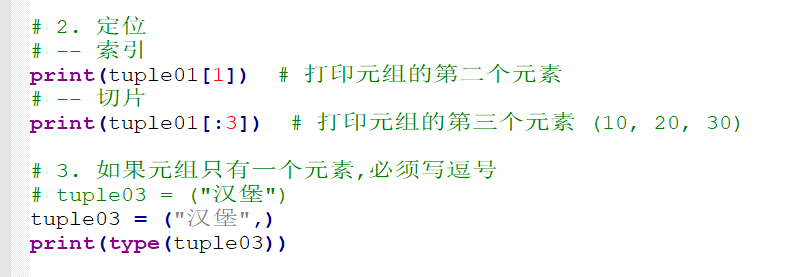 # 2. 定位
# -- 索引
print(tuple01[1])  # 打印元组的第二个元素
# -- 切片
print(tuple01[:3])  # 打印元组的第三个元素 (10, 20, 30)
# 3. 如果元组只有一个元素,必须写逗号
# tuple03 = ("汉堡")
tuple03 = ("汉堡",)
print(type(tuple03))